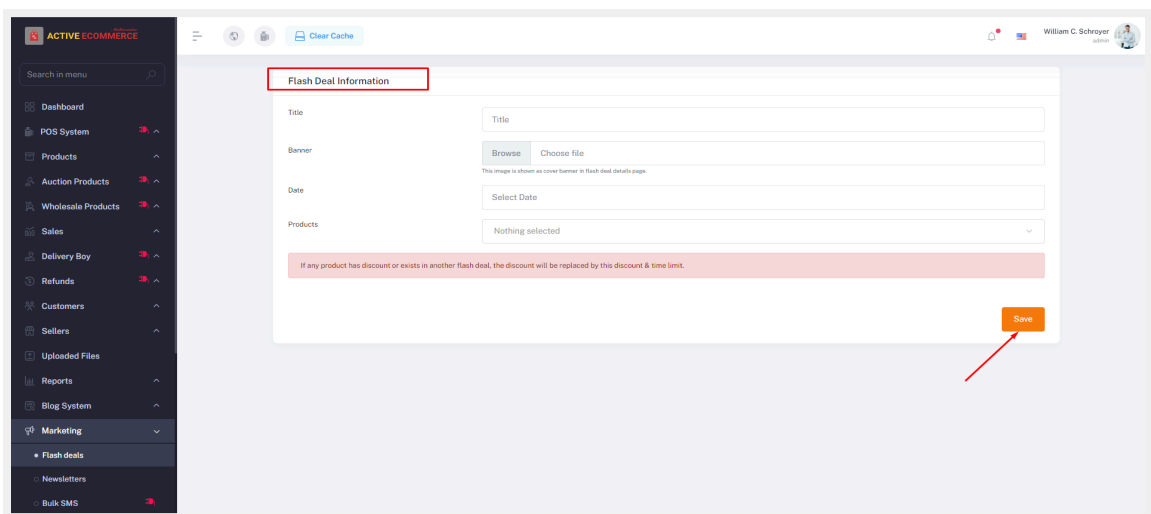 ACTIVE ECOMMERCE
Clear Cache
William C. Schroyer
admin
Search in menu
Dashboard
POS System
Products
Auction Products
Wholesale Products
Sales
Delivery Boy
Refunds
Customers
Sellers
Uploaded Files
Reports
Blog System
Marketing
Flash deals
Newsletters
Bulk SMS
Flash Deal Information
Title
Title
Banner
Browse Choose file
This image is shown as cover banner in flash deal details page.
Date
Select Date
Products
Nothing selected
If any product has discount or exists in another flash deal, the discount will be replaced by this discount & time limit.
Save